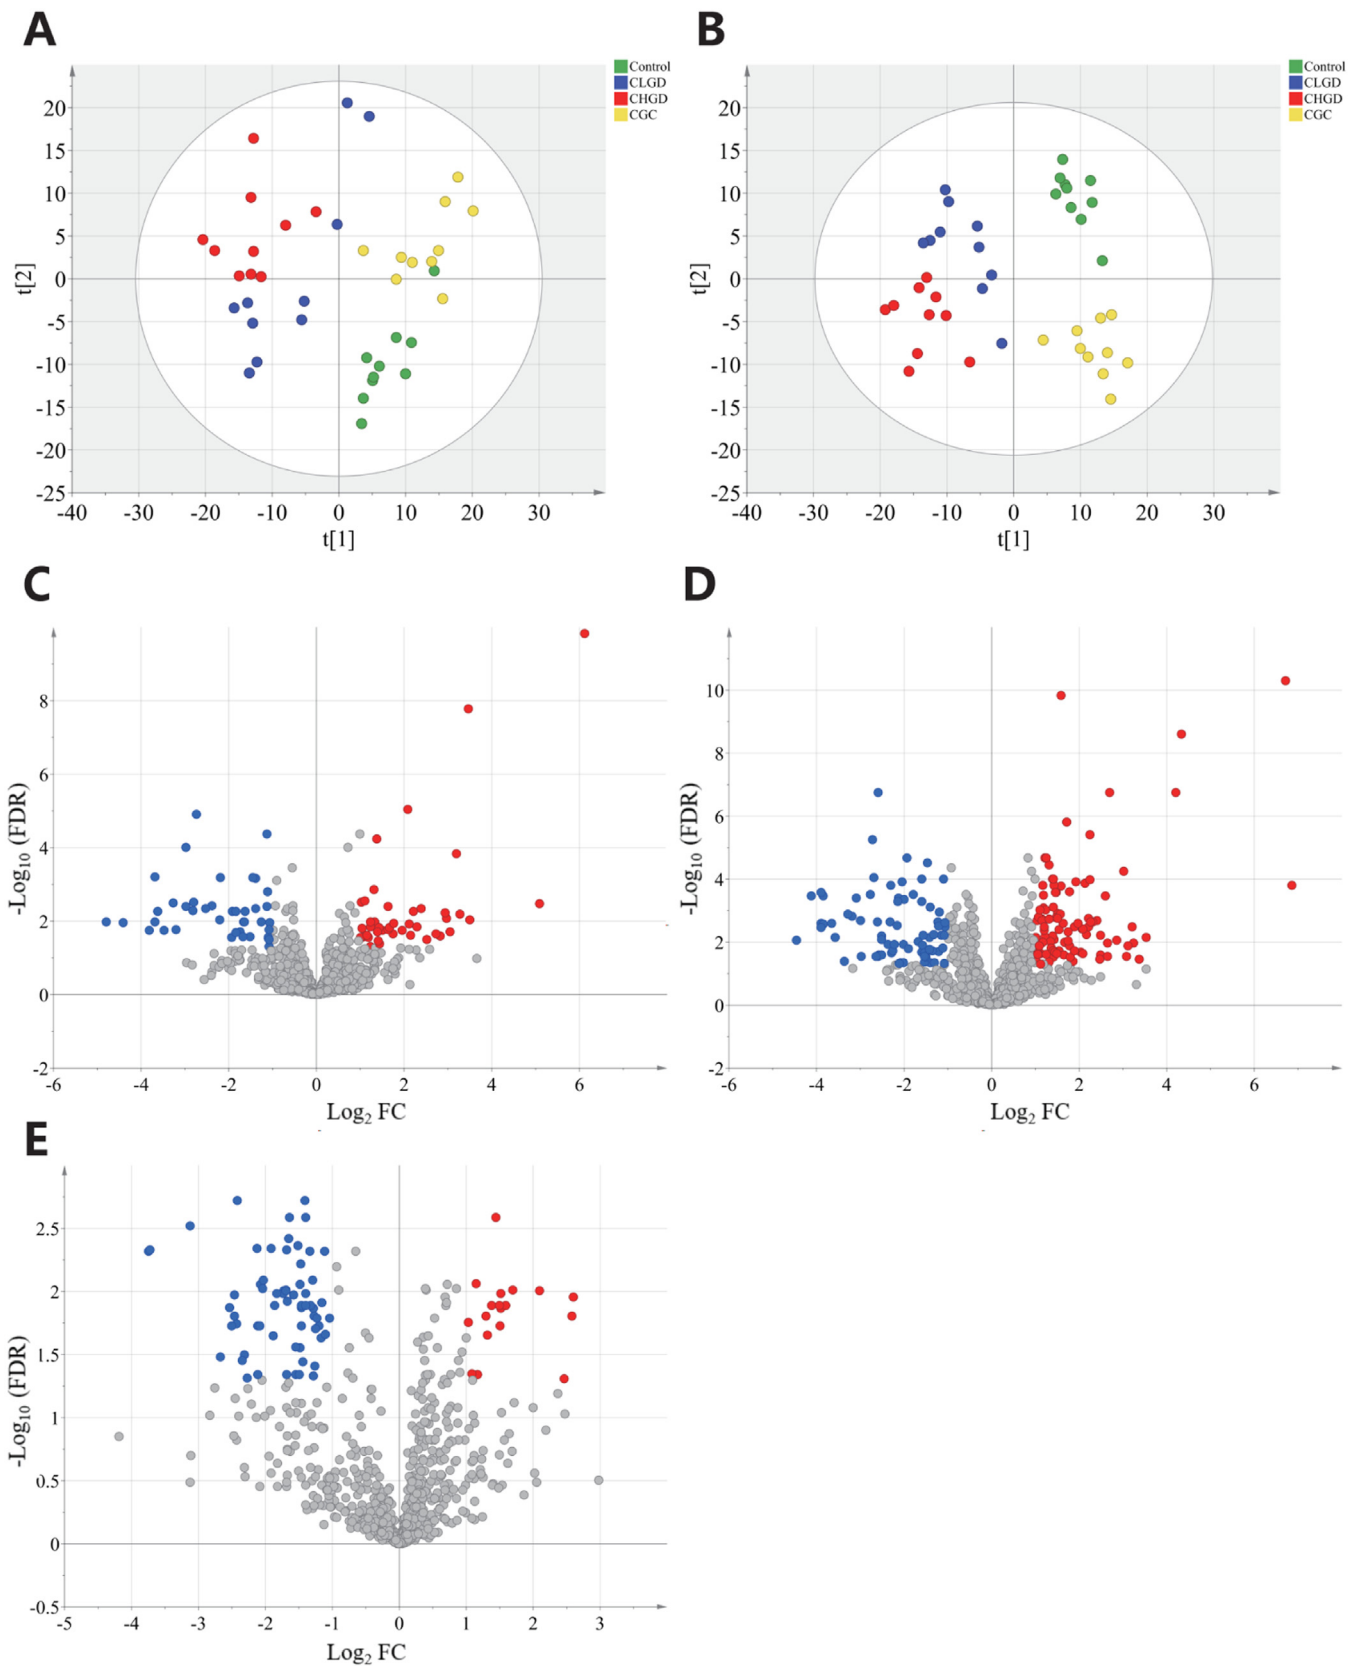 A
B
Control
CLGD
CHGD
CGC
20
15
10
5
0
-5
-10
-15
-20
-25
t[2]
-40 -30 -20 -10 0 10 20 30
t[1]
Control
CLGD
CHGD
CGC
20
15
10
5
0
-5
-10
-15
-20
-25
t[2]
-40 -30 -20 -10 0 10 20 30
t[1]
C
D
8
6
4
2
0
-2
-Log10 (FDR)
-6 -4 -2 0 2 4 6
Log2 FC
10
8
6
4
2
0
-2
-Log10 (FDR)
-6 -4 -2 0 2 4 6
Log2 FC
E
2.5
2
1.5
1
0.5
0
-0.5
-Log10 (FDR)
-5 -4 -3 -2 -1 0 1 2 3
Log2 FC